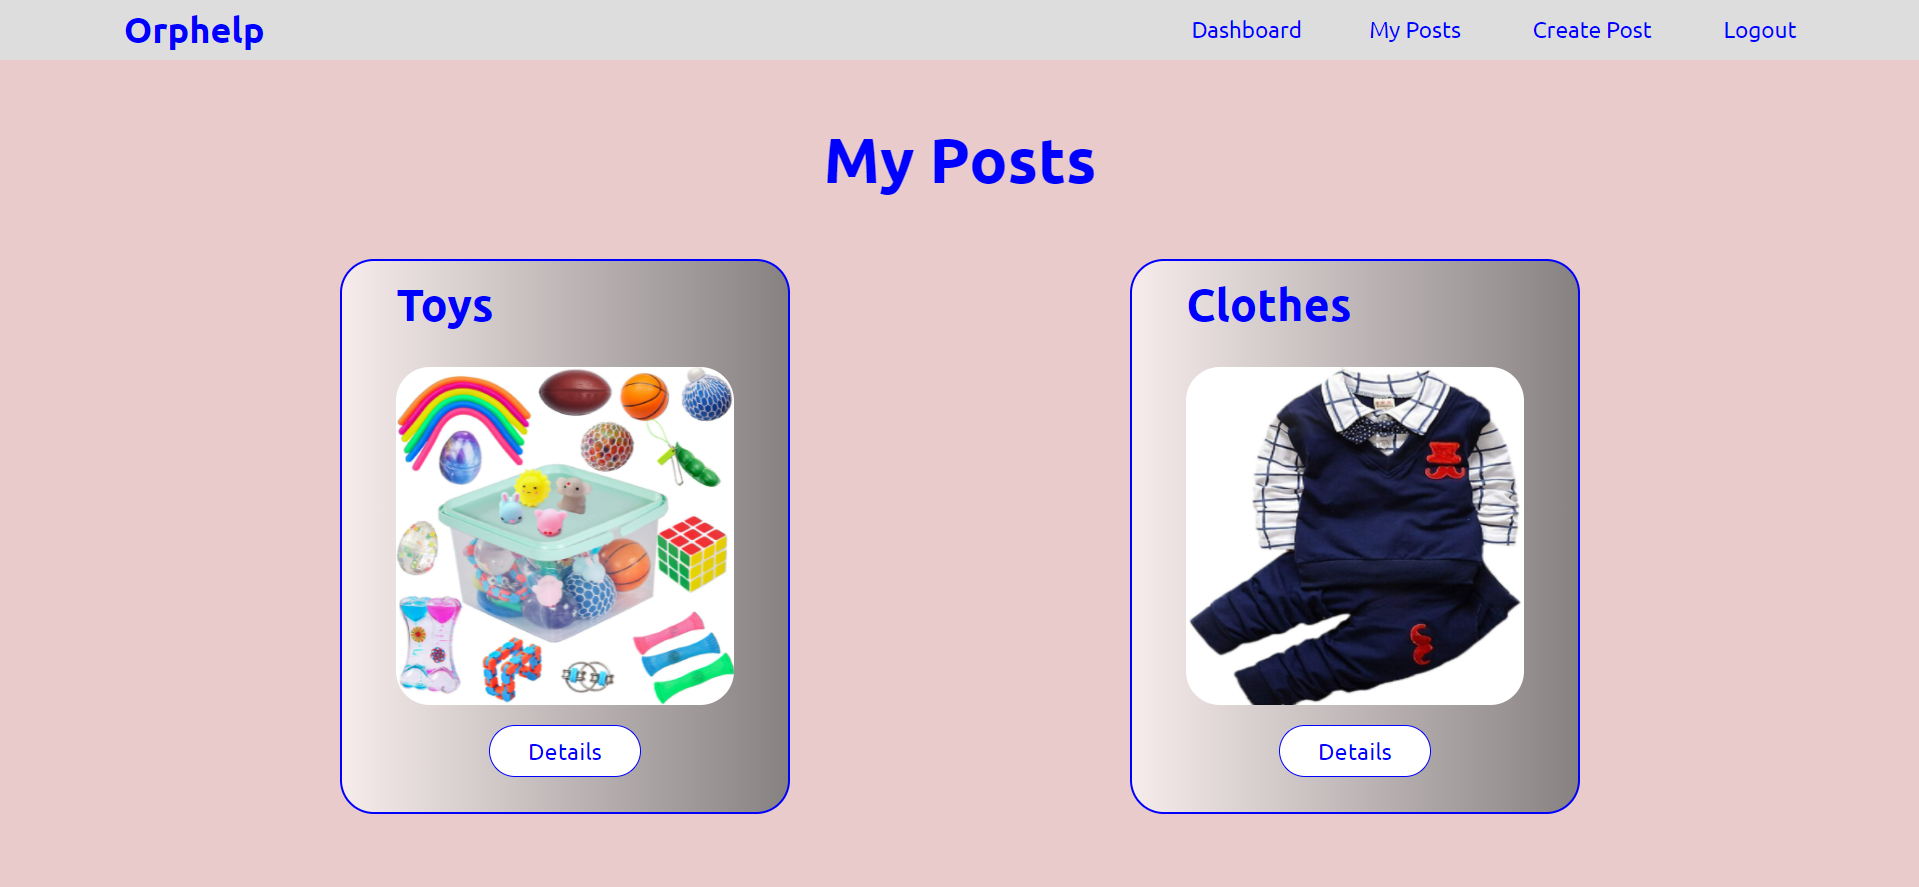 Orphelp
Dashboard
My Posts
Create Post
Logout
My Posts
Toys
Clothes
Details
Details